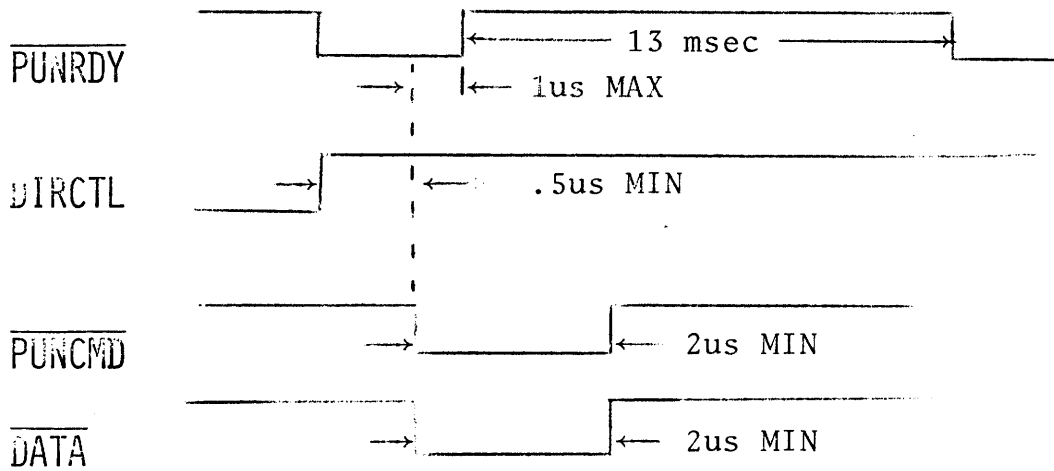 13 msec
PUNRDY
1us MAX
DIRCTL
.5us MIN
PUNCMD
2us MIN
DATA
2us MIN